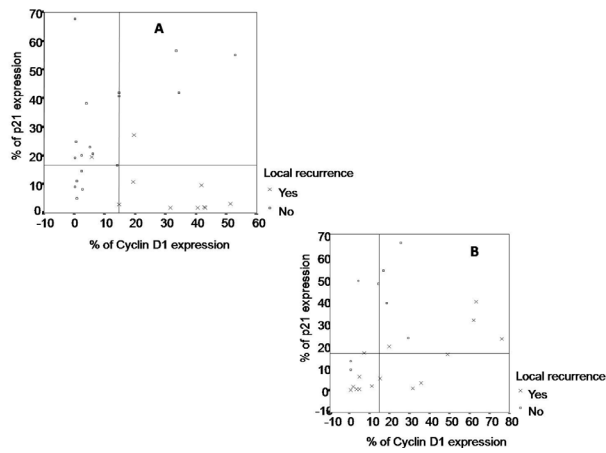 A
% of p21 expression
70
60
50
40
30
20
10
0
-10 0 10 20 30 40 50 60
% of Cyclin D1 expression
Local recurrence
Yes
No
B
% of p21 expression
70
60
50
40
30
20
10
0
-10 0 10 20 30 40 50 60 70 80
% of Cyclin D1 expression
Local recurrence
Yes
No